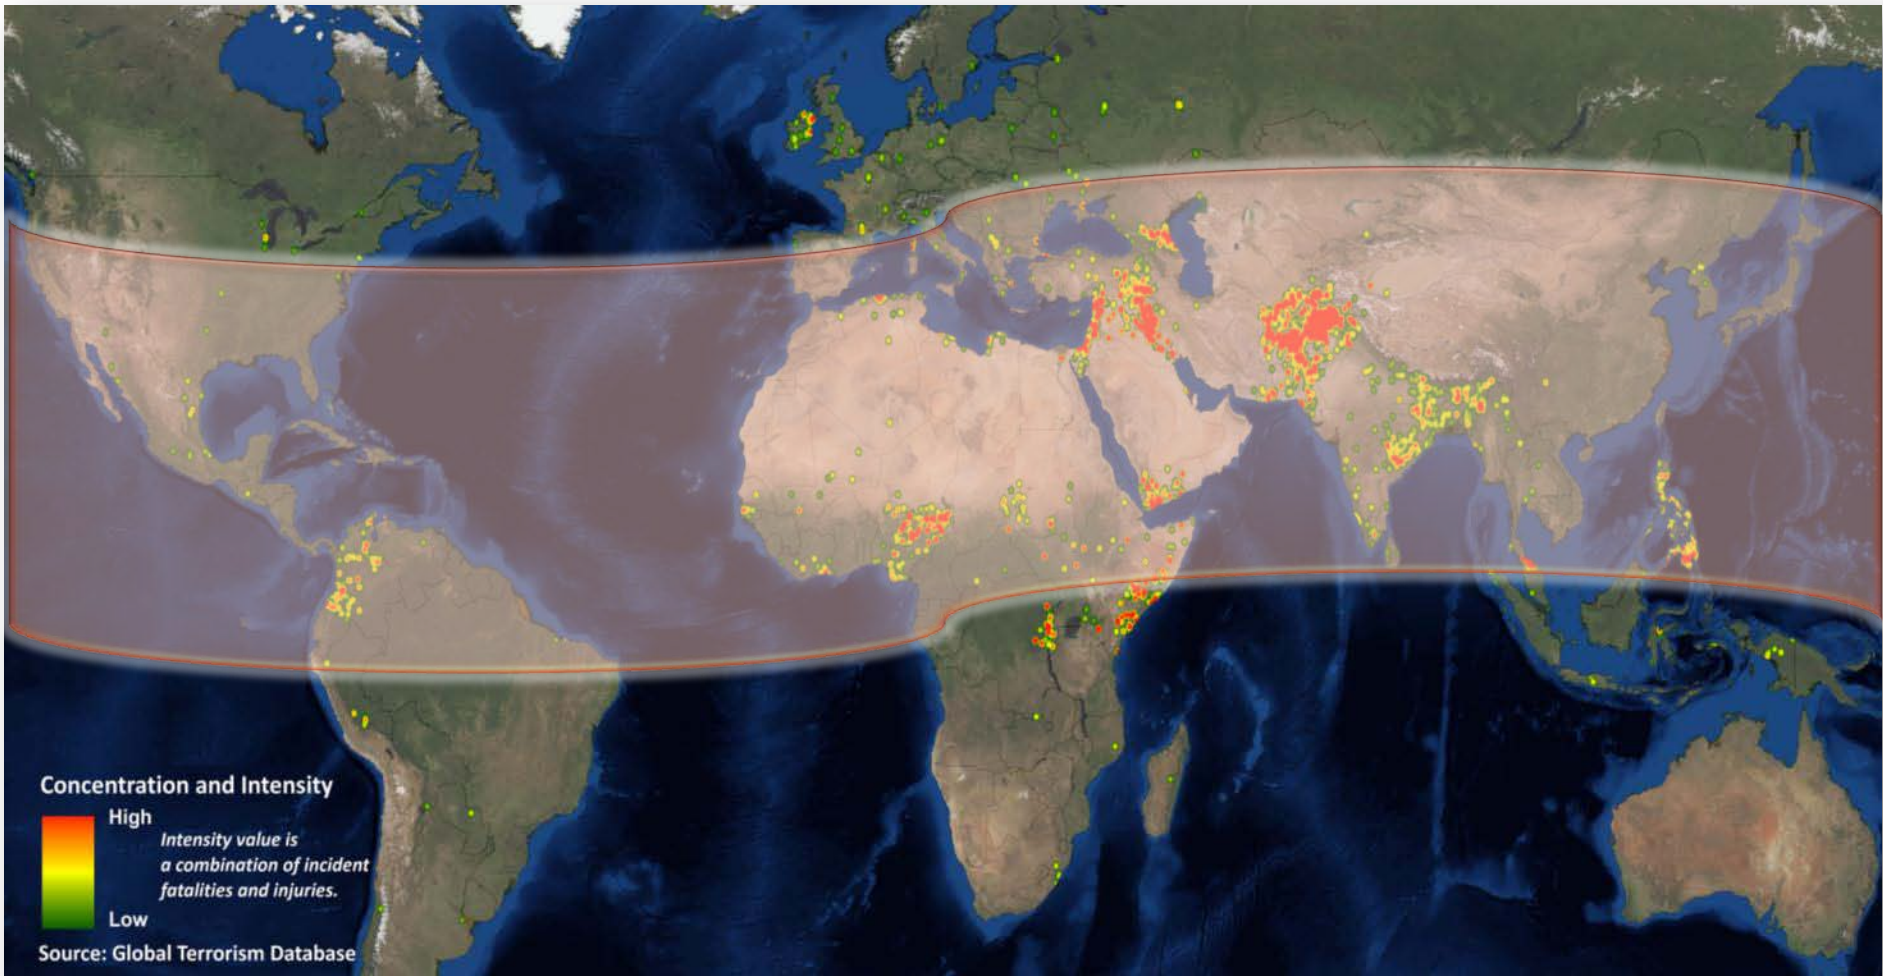 Concentration and Intensity
High
Intensity value is
a combination of incident
fatalities and injuries.
Low
Source: Global Terrorism Database